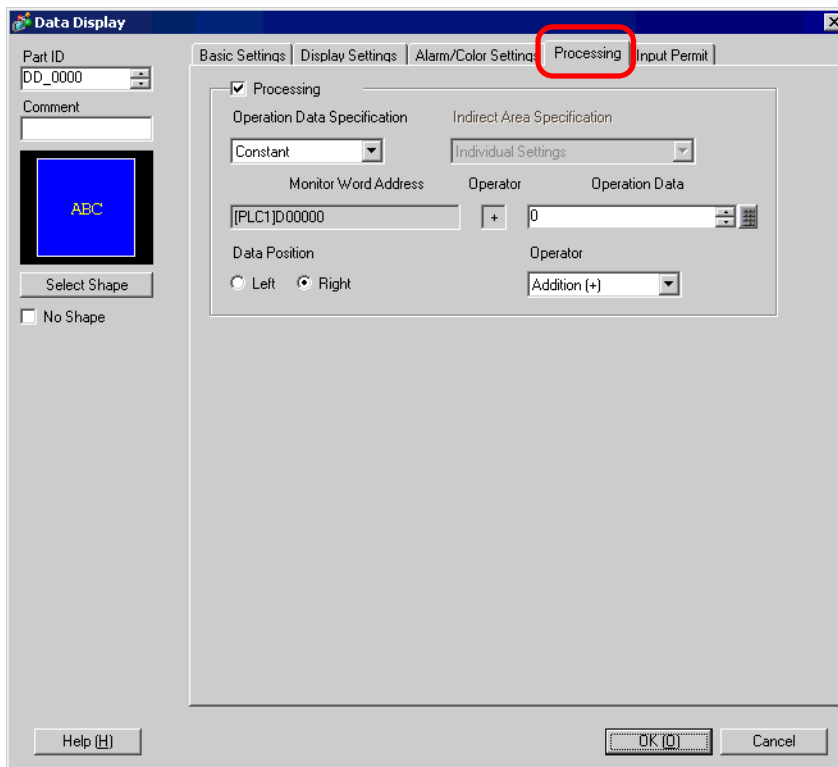 Data Display
Part ID
DD_0000
Comment
ABC
Select Shape
No Shape
Basic Settings Display Settings Alarm/Color Settings Processing Input Permit
Processing
Operation Data Specification Indirect Area Specification
Constant Individual Settings
Monitor Word Address Operator Operation Data
[PLC1]D00000 + 0
Data Position Operator
Left Right Addition (+)
Help (H) OK (O) Cancel